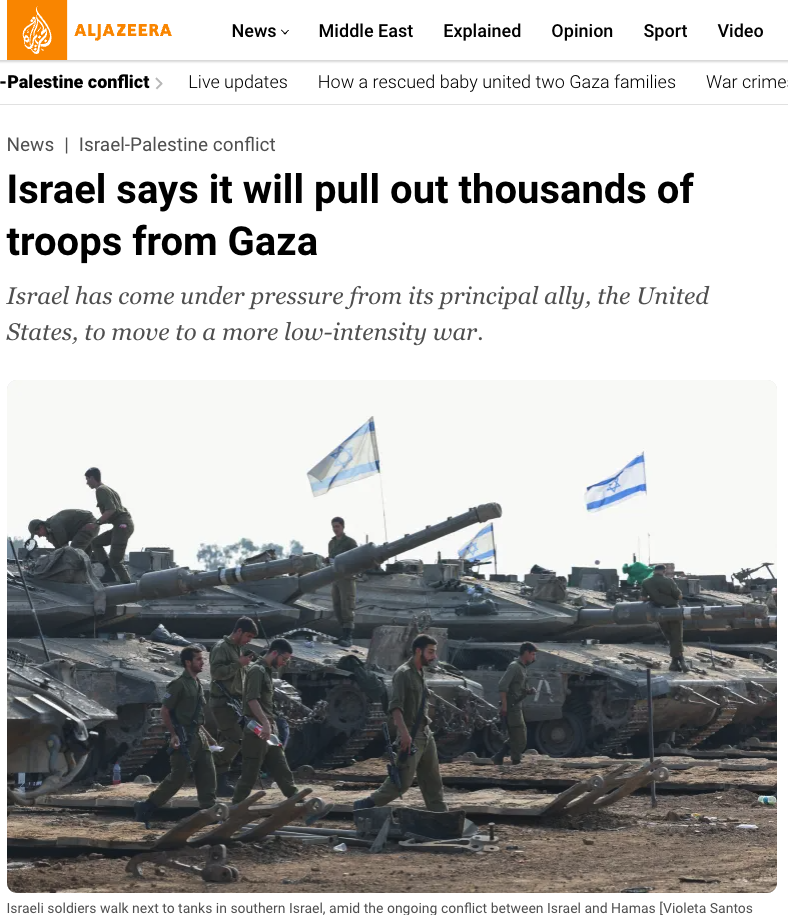 ALJAZEERA
News Middle East Explained Opinion Sport Video
-Palestine conflict Live updates How a rescued baby united two Gaza families War crime
News | Israel-Palestine conflict
Israel says it will pull out thousands of
troops from Gaza
Israel has come under pressure from its principal ally, the United
States, to move to a more low-intensity war.
Israeli soldiers walk next to tanks in southern Israel, amid the ongoing conflict between Israel and Hamas [Violeta Santos